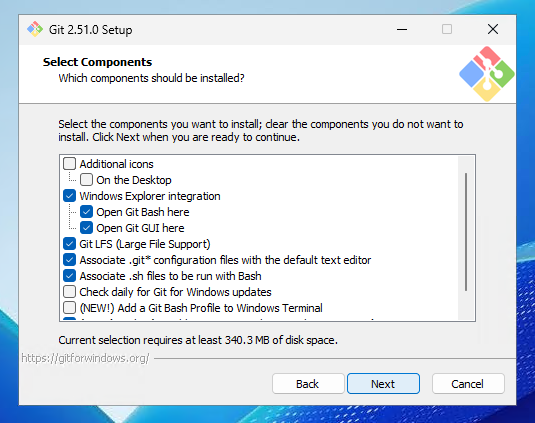 Git 2.51.0 Setup
Select Components
Which components should be installed?
Select the components you want to install; clear the components you do not want to
install. Click Next when you are ready to continue.
Additional icons
On the Desktop
Windows Explorer integration
Open Git Bash here
Open Git GUI here
Git LFS (Large File Support)
Associate .git* configuration files with the default text editor
Associate .sh files to be run with Bash
Check daily for Git for Windows updates
(NEW!) Add a Git Bash Profile to Windows Terminal
Current selection requires at least 340.3 MB of disk space.
https://gitforwindows.org/
Back
Next
Cancel